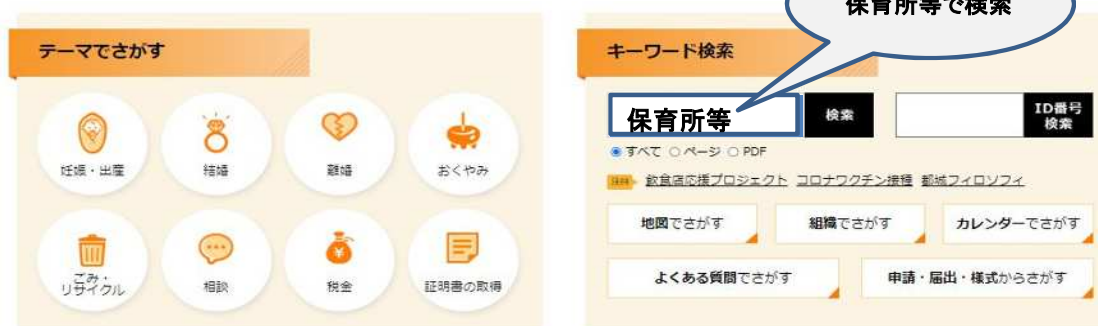 保育所等で検索
テーマでさがす
妊娠・出産
結婚
離婚
おくやみ
ごみ・
リサイクル
相談
税金
証明書の取得
キーワード検索
保育所等
検索
ID番号
検索
すべて ページ PDF
注目 飲食店応援プロジェクト コロナワクチン接種 都城フィロソフィ
地図でさがす
組織でさがす
カレンダーでさがす
よくある質問でさがす
申請・届出・様式からさがす